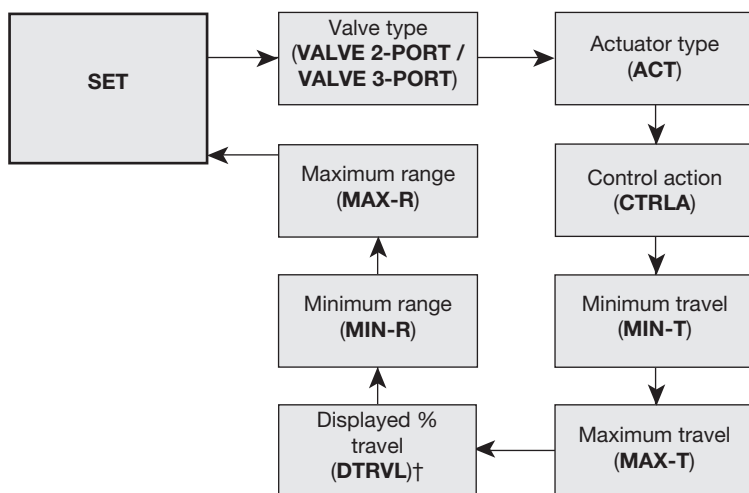 SET
Valve type
(VALVE 2-PORT /
VALVE 3-PORT)
Actuator type
(ACT)
Control action
(CTRLA)
Minimum travel
(MIN-T)
Maximum travel
(MAX-T)
Displayed %
travel
(DTRVL)†
Minimum range
(MIN-R)
Maximum range
(MAX-R)